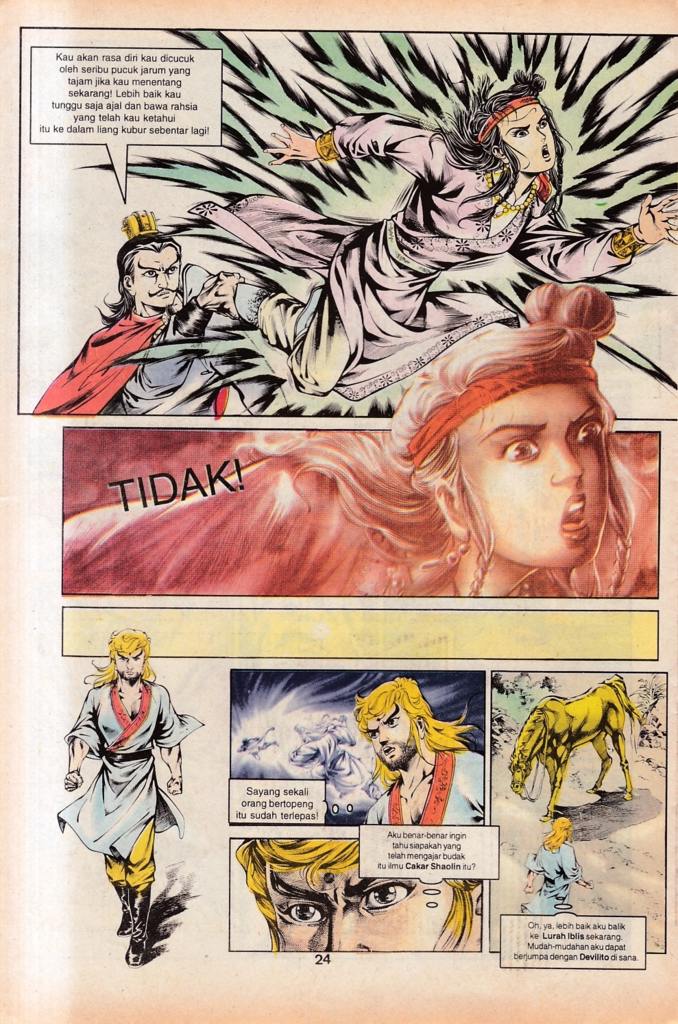 Kau akan rasa diri kau dicucuk
oleh seribu pucuk jarum yang
tajam jika kau menentang
sekarang! Lebih baik kau
tunggu saja ajal dan bawa rahsia
yang telah kau ketahui
itu ke dalam liang kubur sebentar lagi!
TIDAK!
Sayang sekali
orang bertopeng
itu sudah terlepas!
Aku benar-benar ingin
tahu siapakah yang
telah mengajar budak
itu ilmu Cakar Shaolin itu?
Oh, ya, lebih baik aku balik
ke Lurah Iblis sekarang.
Mudah-mudahan aku dapat
berjumpa dengan Devilito di sana.
24